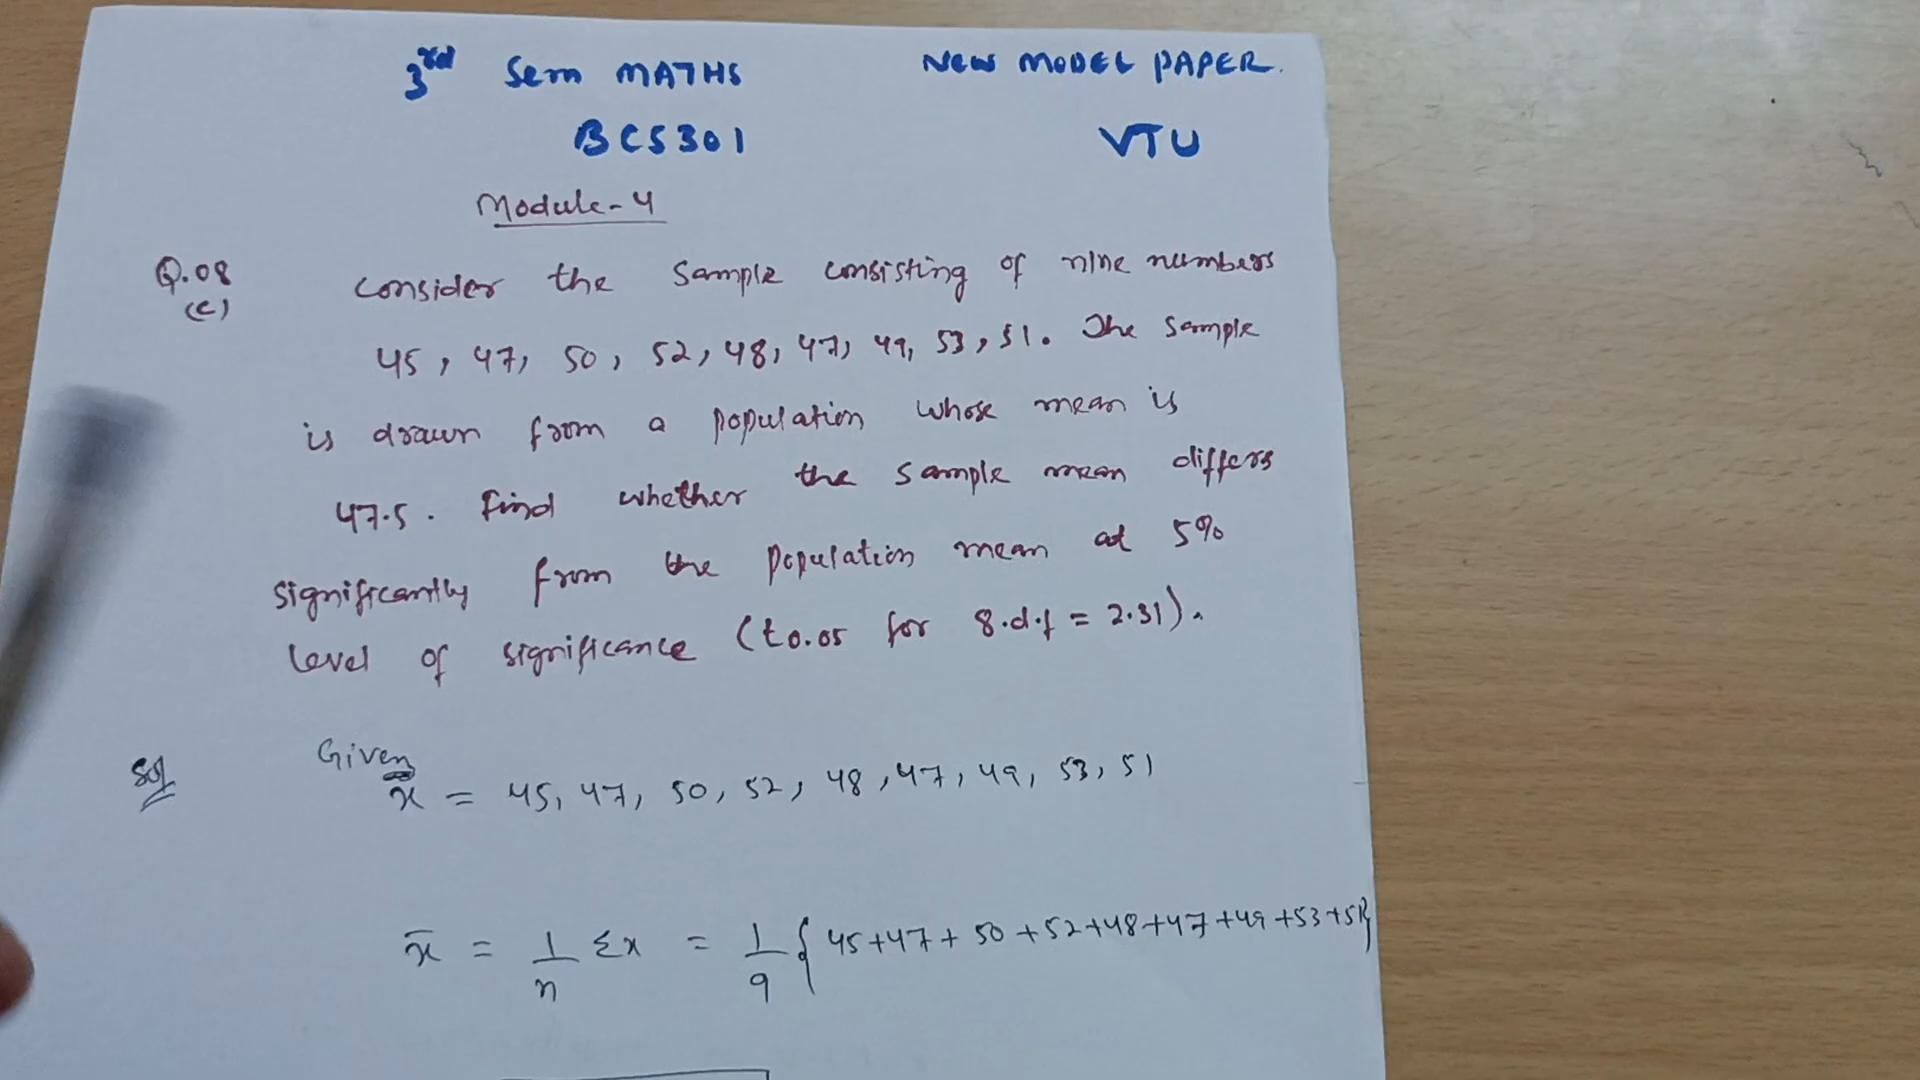 3rd Sem MATHS NEW MODEL PAPER.
BCS301 VTU
Module-4
Q.08 consider the sample consisting of nine numbers
(c)
45, 47, 50, 52, 48, 47, 49, 53, 51. The sample
is drawn from a population whose mean is
47.5. Find whether the sample mean differs
significantly from the population mean at 5%
level of significance (t0.05 for 8.d.f = 2.31).
Sol Given
x = 45, 47, 50, 52, 48, 47, 49, 53, 51
x̄ = 1/n Σx = 1/9 {45+47+50+52+48+47+49+53+51}